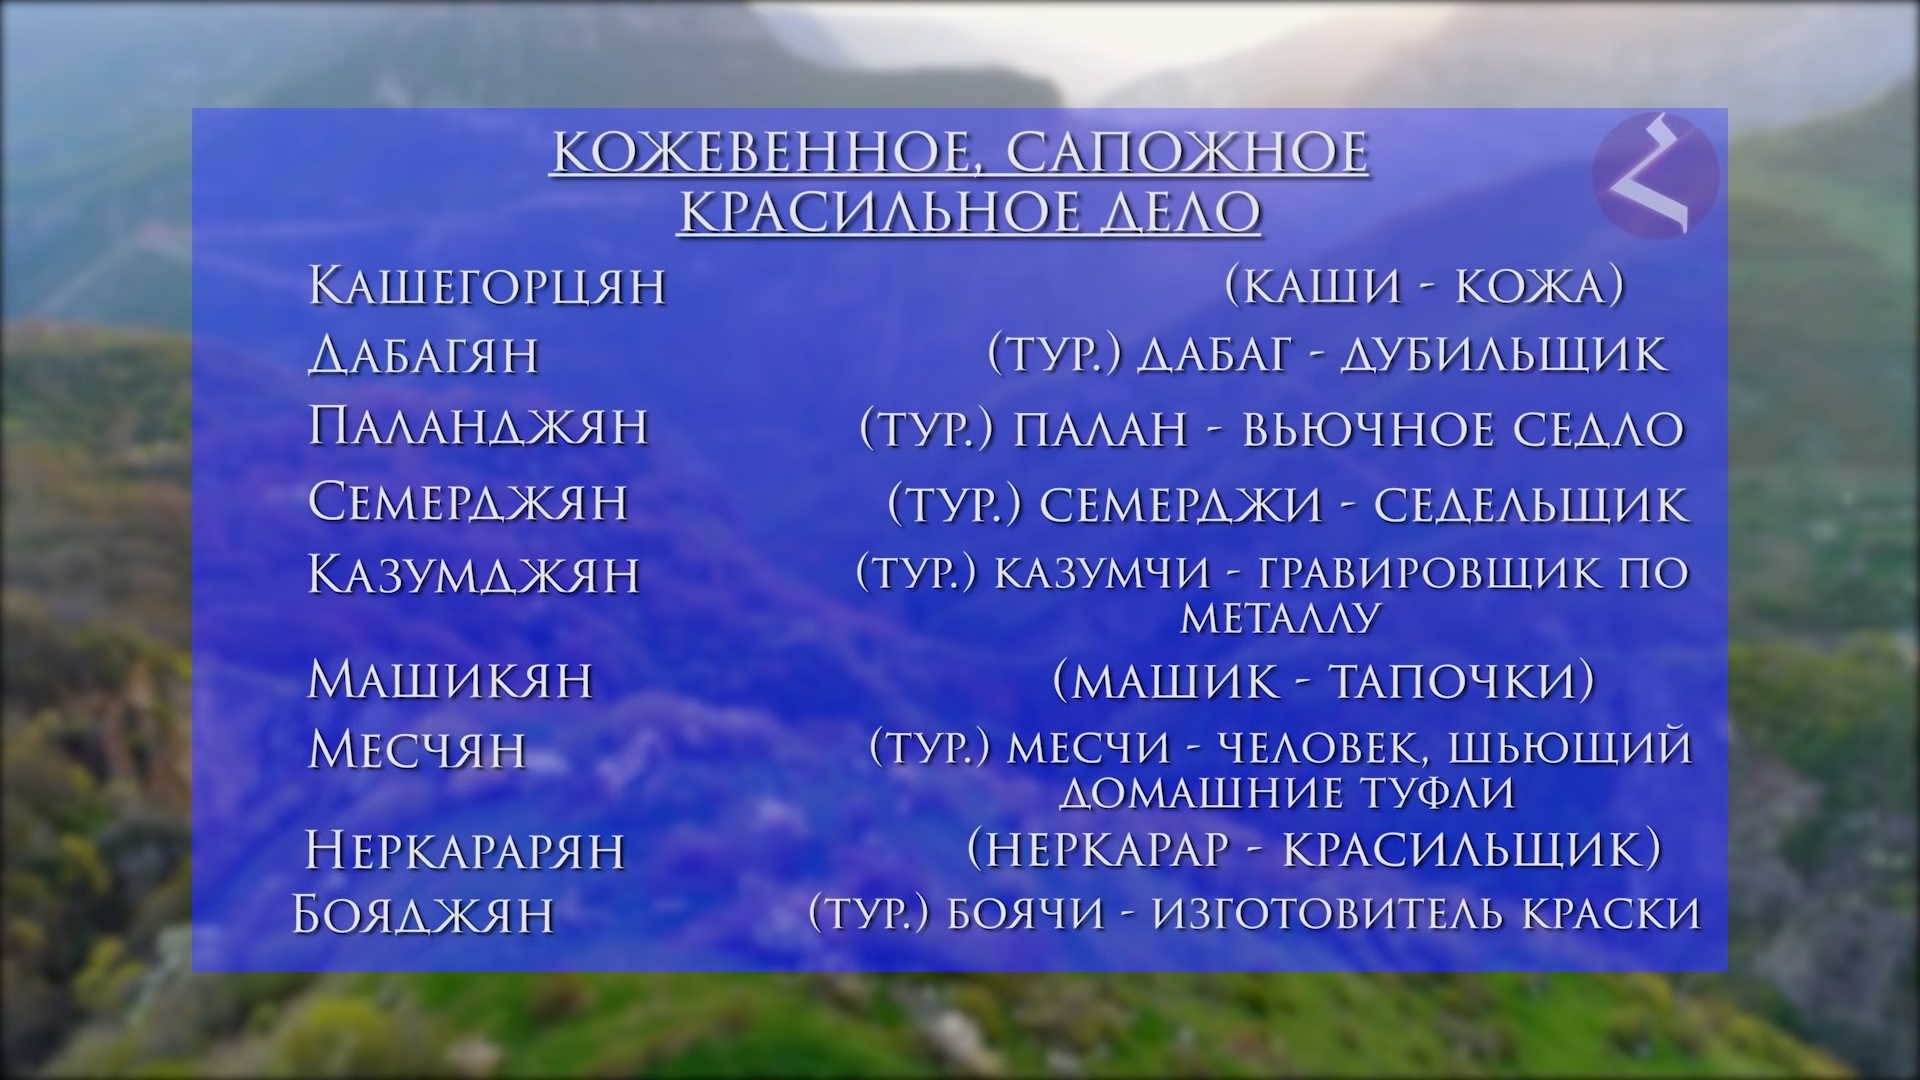 КОЖЕВЕННОЕ, САПОЖНОЕ
КРАСИЛЬНОЕ ДЕЛО
КАШЕГОРЦЯН (КАШИ - КОЖА)
ДАБАГЯН (ТУР.) ДАБАГ - ДУБИЛЬЩИК
ПАЛАНДЖЯН (ТУР.) ПАЛАН - ВЬЮЧНОЕ СЕДЛО
СЕМЕРДЖЯН (ТУР.) СЕМЕРДЖИ - СЕДЕЛЬЩИК
КАЗУМДЖЯН (ТУР.) КАЗУМЧИ - ГРАВИРОВЩИК ПО
МЕТАЛЛУ
МАШИКЯН (МАШИК - ТАПОЧКИ)
МЕСЧЯН (ТУР.) МЕСЧИ - ЧЕЛОВЕК, ШЬЮЩИЙ
ДОМАШНИЕ ТУФЛИ
НЕРКАРАРЯН (НЕРКАРАР - КРАСИЛЬЩИК)
БОЯДЖЯН (ТУР.) БОЯЧИ - ИЗГОТОВИТЕЛЬ КРАСКИ